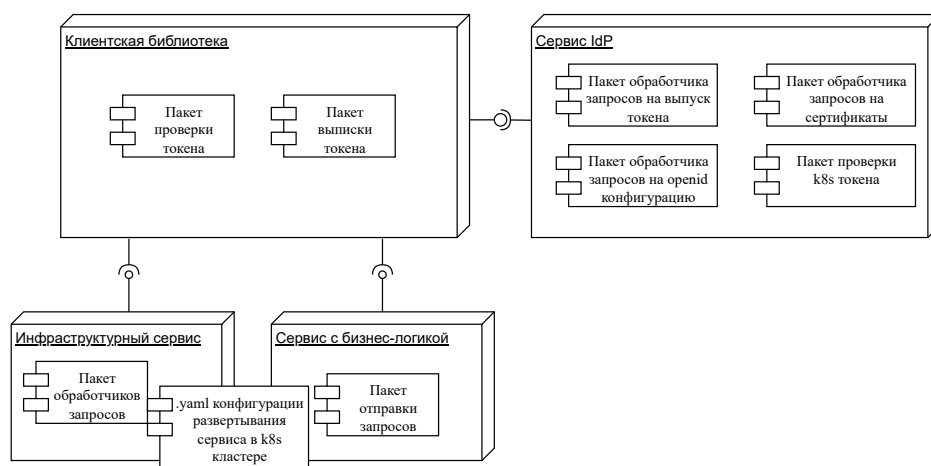 Клиентская библиотека
Пакет
проверки
токена
Пакет
выписки
токена
Сервис IdP
Пакет обработчика
запросов на выпуск
токена
Пакет обработчика
запросов на
сертификаты
Пакет обработчика
запросов на openid
конфигурацию
Пакет проверки
k8s токена
Инфраструктурный сервис
Пакет
обработчиков
запросов
.yaml конфигурации
развертывания
сервиса в k8s
кластере
Сервис с бизнес-логикой
Пакет
отправки
запросов